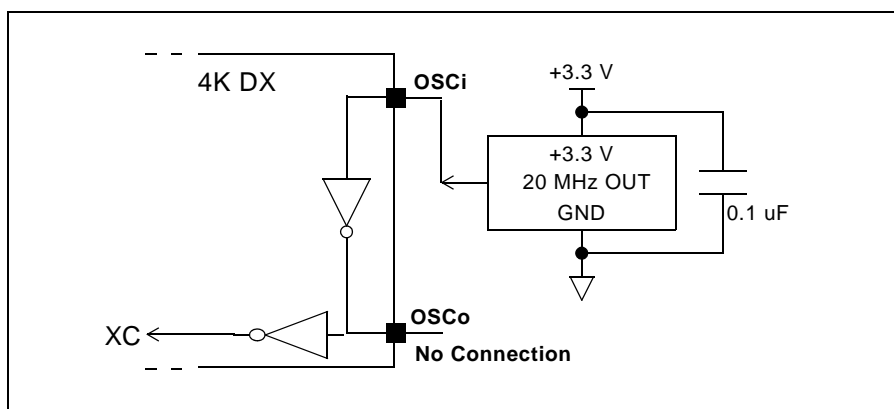 4K DX
OSCi
+3.3 V
+3.3 V
20 MHz OUT
GND
0.1 uF
OSCo
XC
No Connection